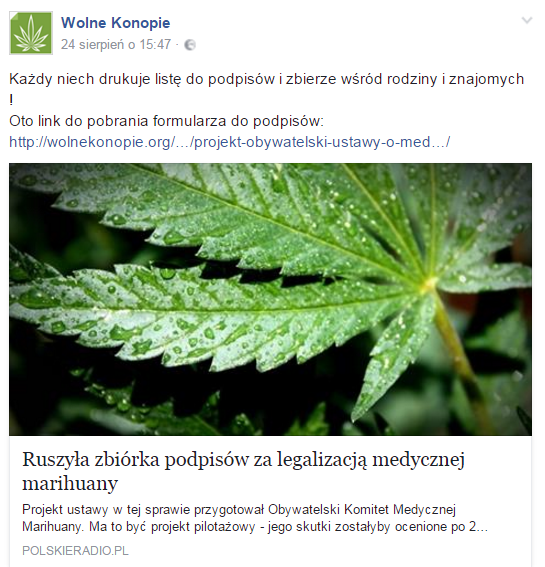 Wolne Konopie
24 sierpień o 15:47 ·
Każdy niech drukuje listę do podpisów i zbierze wśród rodziny i znajomych
!
Oto link do pobrania formularza do podpisów:
http://wolnekonopie.org/…/projekt-obywatelski-ustawy-o-med…/
Ruszyła zbiórka podpisów za legalizacją medycznej
marihuany
Projekt ustawy w tej sprawie przygotował Obywatelski Komitet Medycznej
Marihuany. Ma to być projekt pilotażowy - jego skutki zostałyby ocenione po 2…
POLSKIERADIO.PL